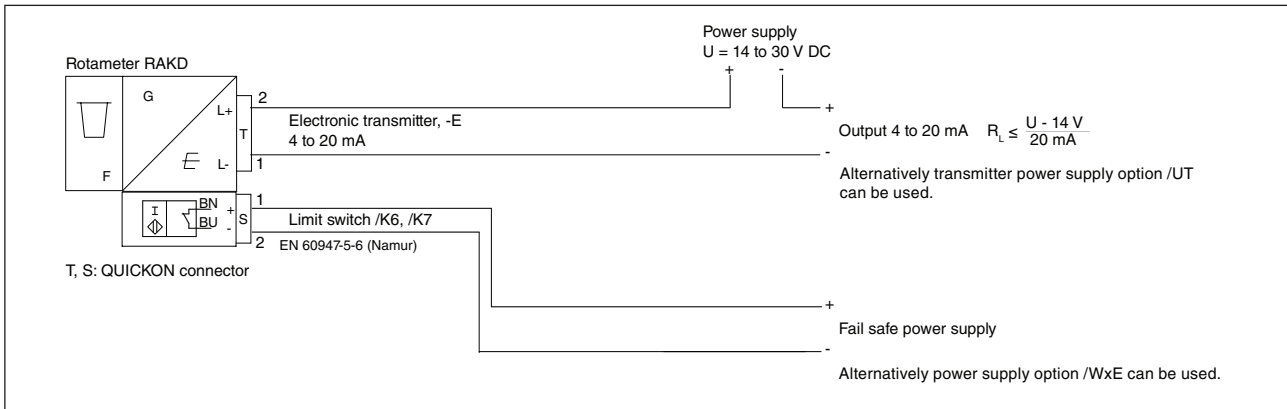 Power supply
U = 14 to 30 V DC
+ -
Rotameter RAKD
G
F
E
L+
L-
T
2
1
Electronic transmitter, -E
4 to 20 mA
+
-
Output 4 to 20 mA R_L ≤ U - 14 V / 20 mA
Alternatively transmitter power supply option /UT
can be used.
I
BN +
BU -
S
1
2
Limit switch /K6, /K7
EN 60947-5-6 (Namur)
T, S: QUICKON connector
+
Fail safe power supply
-
Alternatively power supply option /WxE can be used.